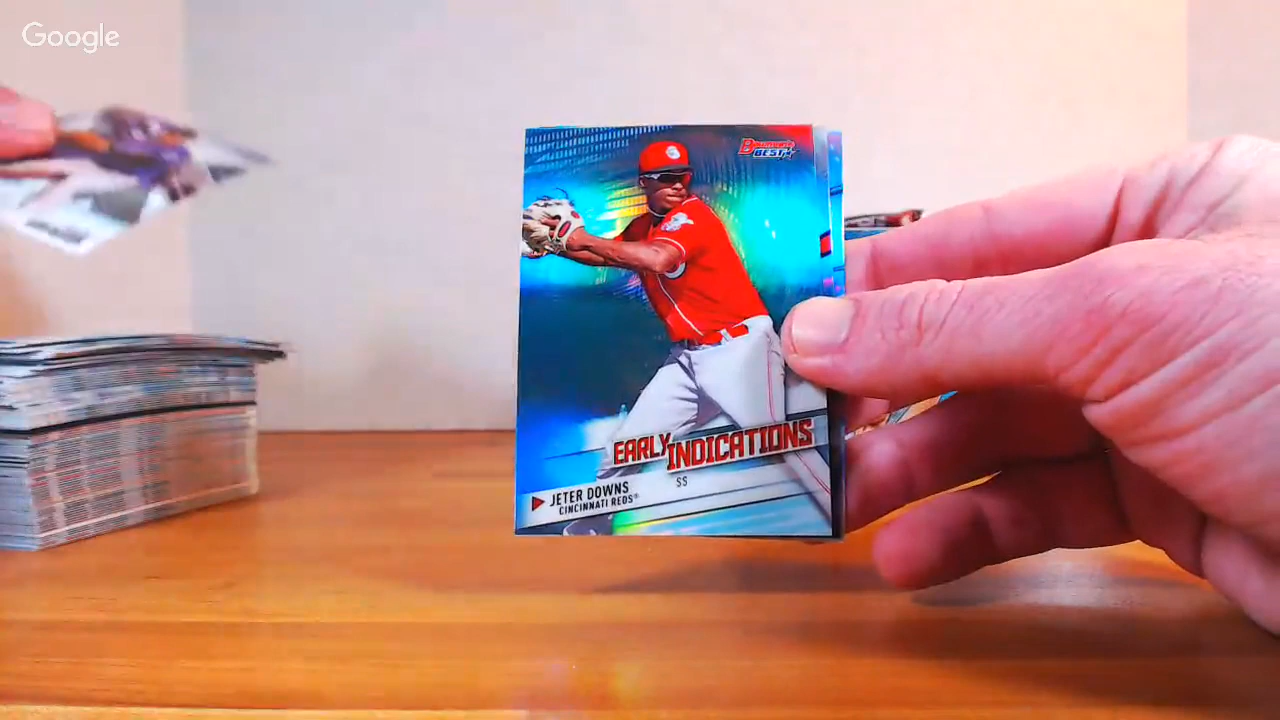 Google
BOWMAN'S
BEST
EARLY INDICATIONS
SS
JETER DOWNS
CINCINNATI REDS®